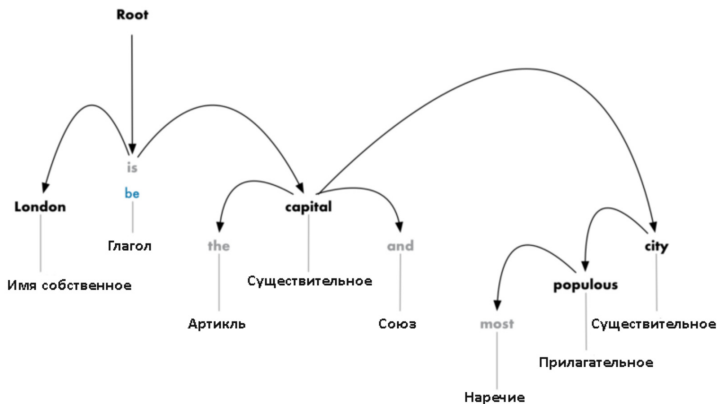 Root
is
be
London
capital
Глагол
the
and
city
Имя собственное
Существительное
populous
Артикль
Союз
most
Существительное
Прилагательное
Наречие